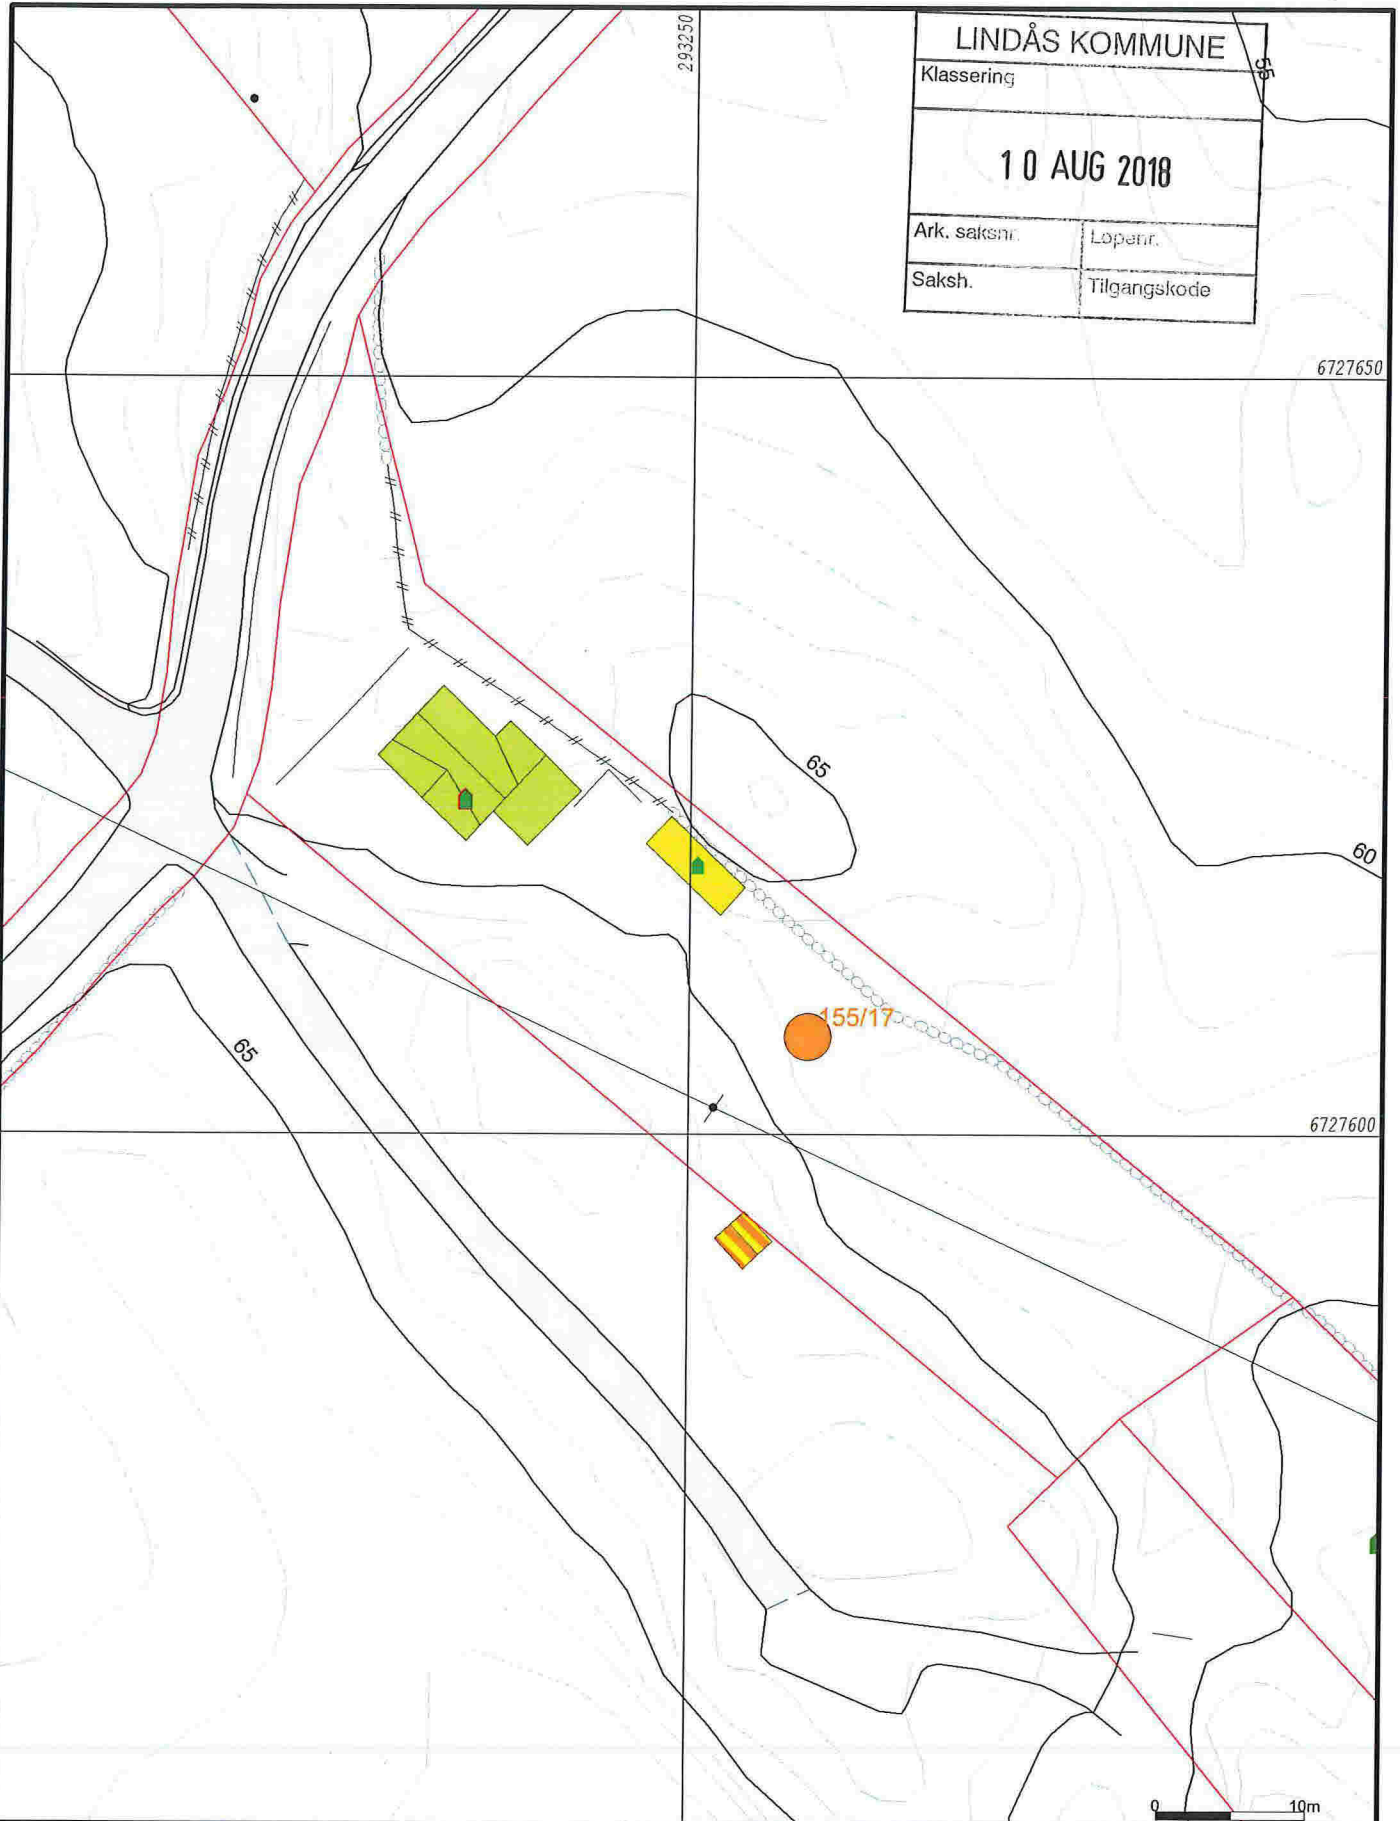 293250
LINDÅS KOMMUNE
55
Klassering
10 AUG 2018
Ark. saksnr. Løpenr.
Saksh. Tilgangskode
6727650
65
60
155/17
65
6727600
0 10m